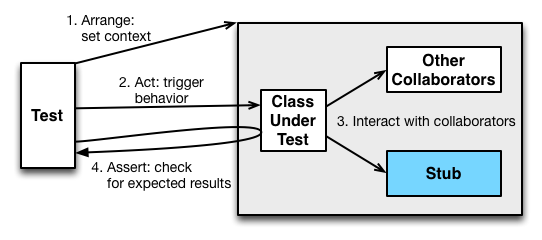 1. Arrange:
set context
Test
2. Act: trigger
behavior
Class
Under
Test
4. Assert: check
for expected results
Other
Collaborators
3. Interact with collaborators
Stub